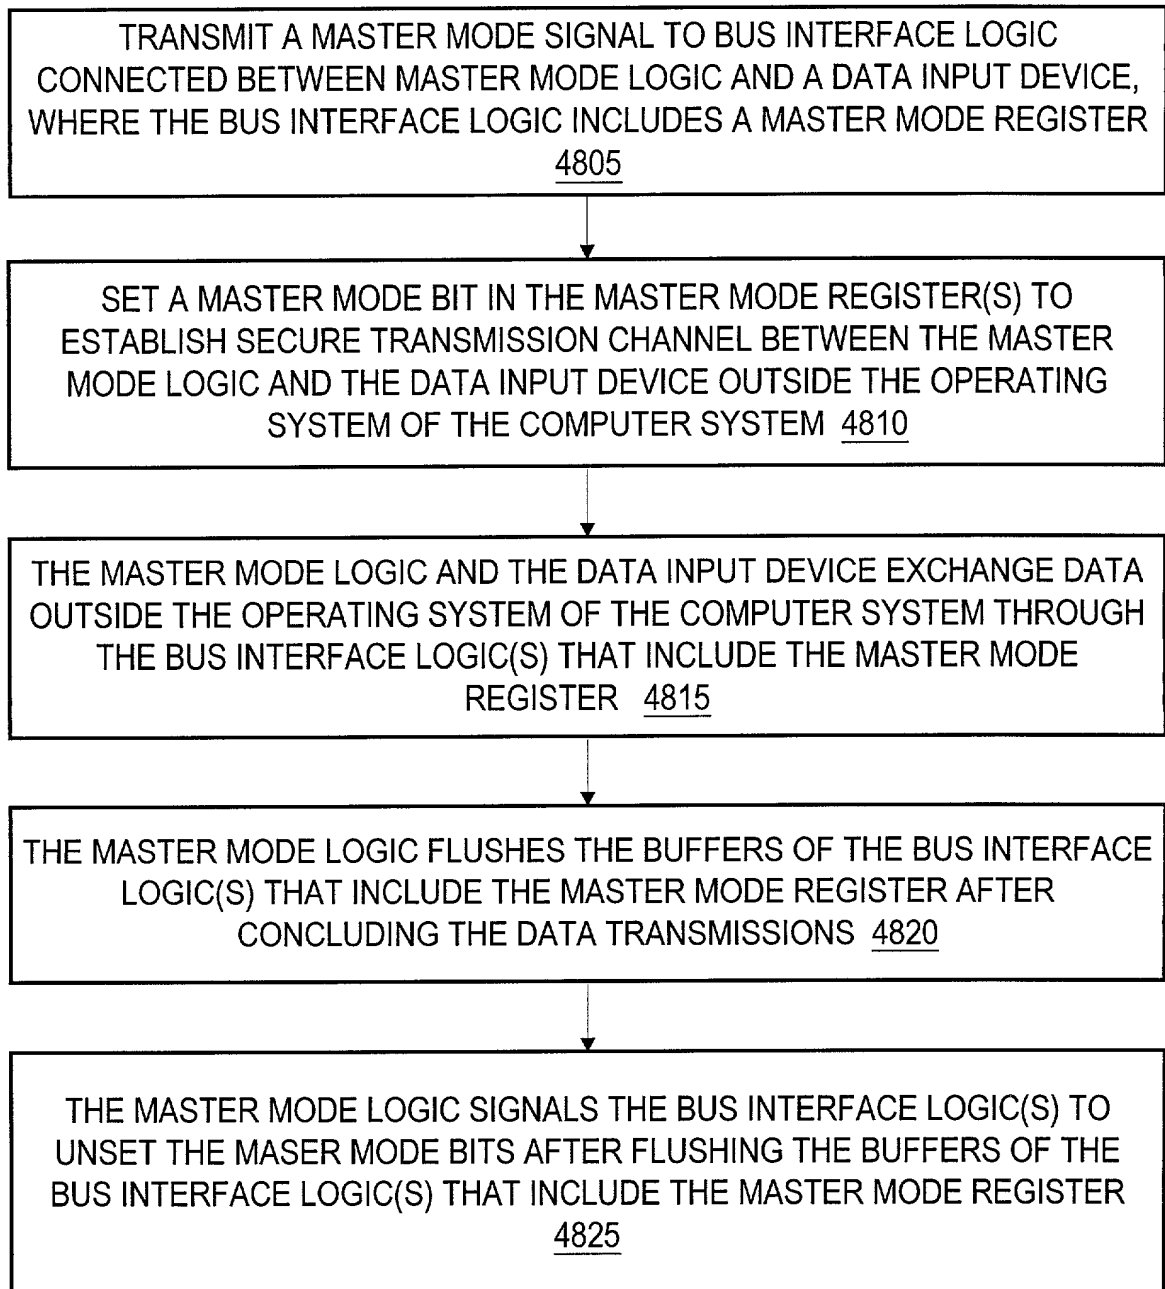 TRANSMIT A MASTER MODE SIGNAL TO BUS INTERFACE LOGIC
CONNECTED BETWEEN MASTER MODE LOGIC AND A DATA INPUT DEVICE,
WHERE THE BUS INTERFACE LOGIC INCLUDES A MASTER MODE REGISTER
4805
SET A MASTER MODE BIT IN THE MASTER MODE REGISTER(S) TO
ESTABLISH SECURE TRANSMISSION CHANNEL BETWEEN THE MASTER
MODE LOGIC AND THE DATA INPUT DEVICE OUTSIDE THE OPERATING
SYSTEM OF THE COMPUTER SYSTEM 4810
THE MASTER MODE LOGIC AND THE DATA INPUT DEVICE EXCHANGE DATA
OUTSIDE THE OPERATING SYSTEM OF THE COMPUTER SYSTEM THROUGH
THE BUS INTERFACE LOGIC(S) THAT INCLUDE THE MASTER MODE
REGISTER 4815
THE MASTER MODE LOGIC FLUSHES THE BUFFERS OF THE BUS INTERFACE
LOGIC(S) THAT INCLUDE THE MASTER MODE REGISTER AFTER
CONCLUDING THE DATA TRANSMISSIONS 4820
THE MASTER MODE LOGIC SIGNALS THE BUS INTERFACE LOGIC(S) TO
UNSET THE MASER MODE BITS AFTER FLUSHING THE BUFFERS OF THE
BUS INTERFACE LOGIC(S) THAT INCLUDE THE MASTER MODE REGISTER
4825